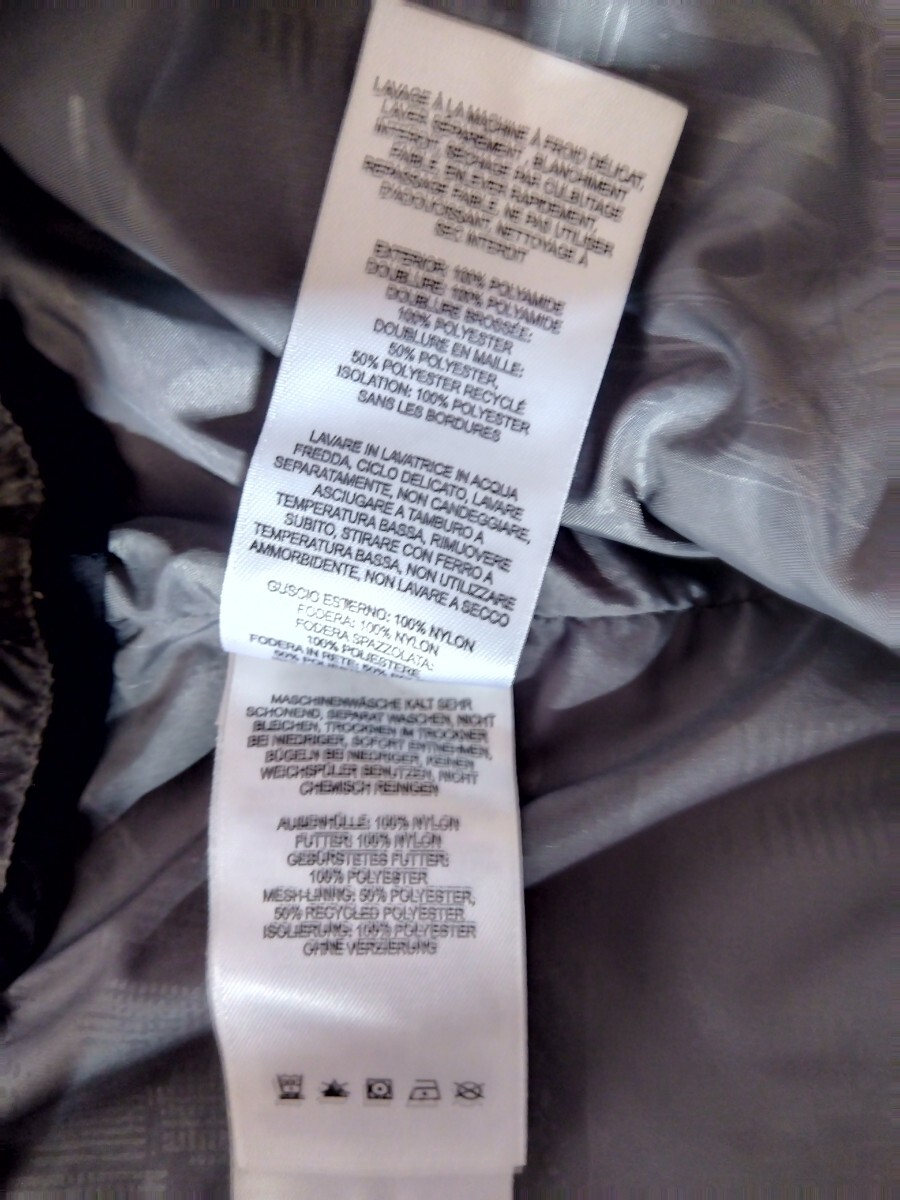 LAVAGE À LA MACHINE À FROID DÉLICAT,
LAVER SÉPARÉMENT, BLANCHIMENT
INTERDIT, SÉCHAGE PAR CULBUTAGE
FAIBLE, ENLEVER RAPIDEMENT,
REPASSAGE FAIBLE, NE PAS UTILISER
D'ADOUCISSANT, NETTOYAGE À
SEC INTERDIT
EXTERIOR: 100% POLYAMIDE
DOUBLURE: 100% POLYAMIDE
DOUBLURE BROSSÉE:
100% POLYESTER
DOUBLURE EN MAILLE:
50% POLYESTER,
50% POLYESTER RECYCLÉ
ISOLATION: 100% POLYESTER
SANS LES BORDURES
LAVARE IN LAVATRICE IN ACQUA
FREDDA, CICLO DELICATO, LAVARE
SEPARATAMENTE, NON CANDEGGIARE,
ASCIUGARE A TAMBURO A
TEMPERATURA BASSA, RIMUOVERE
SUBITO, STIRARE CON FERRO A
TEMPERATURA BASSA. NON UTILIZZARE
AMMORBIDENTE, NON LAVARE A SECCO
GUSCIO ESTERNO: 100% NYLON
FODERA: 100% NYLON
FODERA SPAZZOLATA:
100% POLIESTERE
FODERA IN RETE: 50%
MASCHINENWÄSCHE KALT SEHR
SCHONEND, SEPARAT WASCHEN, NICHT
BLEICHEN, TROCKNEN IM TROCKNER
BEI NIEDRIGER, SOFORT ENTNEHMEN,
BÜGELN BEI NIEDRIGER, KEINEN
WEICHSPÜLER BENUTZEN, NICHT
CHEMISCH REINIGEN
AUßENHÜLLE: 100% NYLON
FUTTER: 100% NYLON
GEBÜRSTETES FUTTER:
100% POLYESTER
MESH-LINING: 50% POLYESTER,
50% RECYCLED POLYESTER
ISOLIERUNG: 100% POLYESTER
OHNE VERZIERUNG